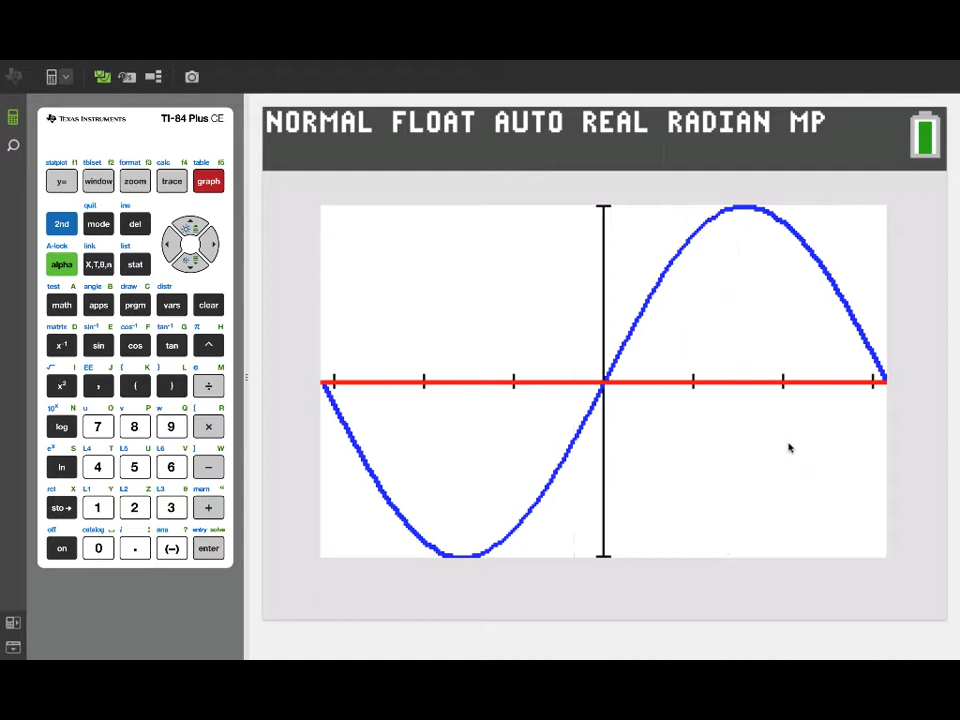 TEXAS INSTRUMENTS TI-84 Plus CE
NORMAL FLOAT AUTO REAL RADIAN MP
statplot f1 tblset f2 format f3 calc f4 table f5
y= window zoom trace graph
quit ins
2nd mode del
A-lock link list
alpha X,T,θ,n stat
test A angle B draw C distr
math apps prgm vars clear
matrix D sin⁻¹ E cos⁻¹ F tan⁻¹ G π H
x⁻¹ sin cos tan ^
√ I EE J { K } L e M
x² , ( ) ÷
10ˣ N u O v P w Q [ R
log 7 8 9 ×
eˣ S L4 T L5 U L6 V ] W
ln 4 5 6 −
rcl X L1 Y L2 Z L3 θ mem "
sto→ 1 2 3 +
off catalog i : ans ? entry solve
on 0 . (−) enter